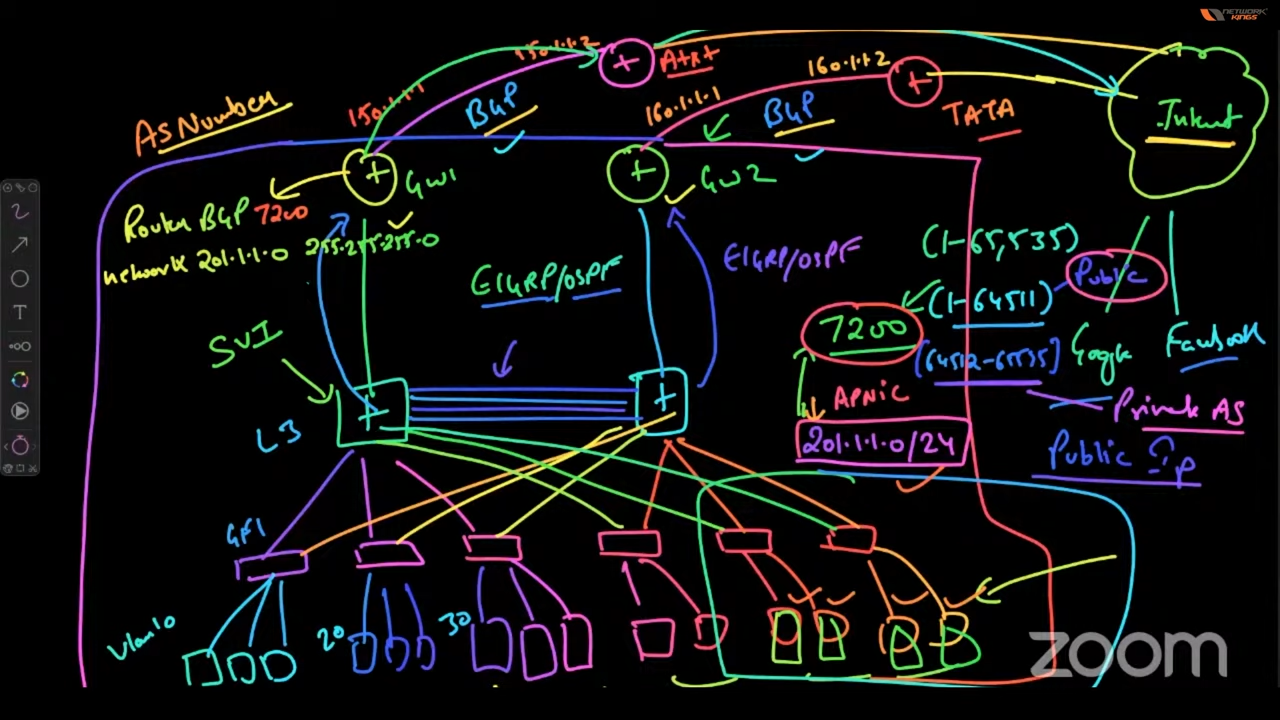 NETWORK
KINGS
150.1.1.2
At&t
160.1.1.2
AS Number
150.1.1.1
BGP
160.1.1.1
BGP
TATA
GW1
GW2
Router BGP 7200
network 201.1.1.0 255.255.255.0
EIGRP/OSPF
EIGRP/OSPF
(1-65,535)
Public
(1-64511)
7200
[64512-65535]
Google
Facebook
SVI
APNIC
Private AS
L3
201.1.1.0/24
Public Ip
GF1
Vlan10
20
30
zoom